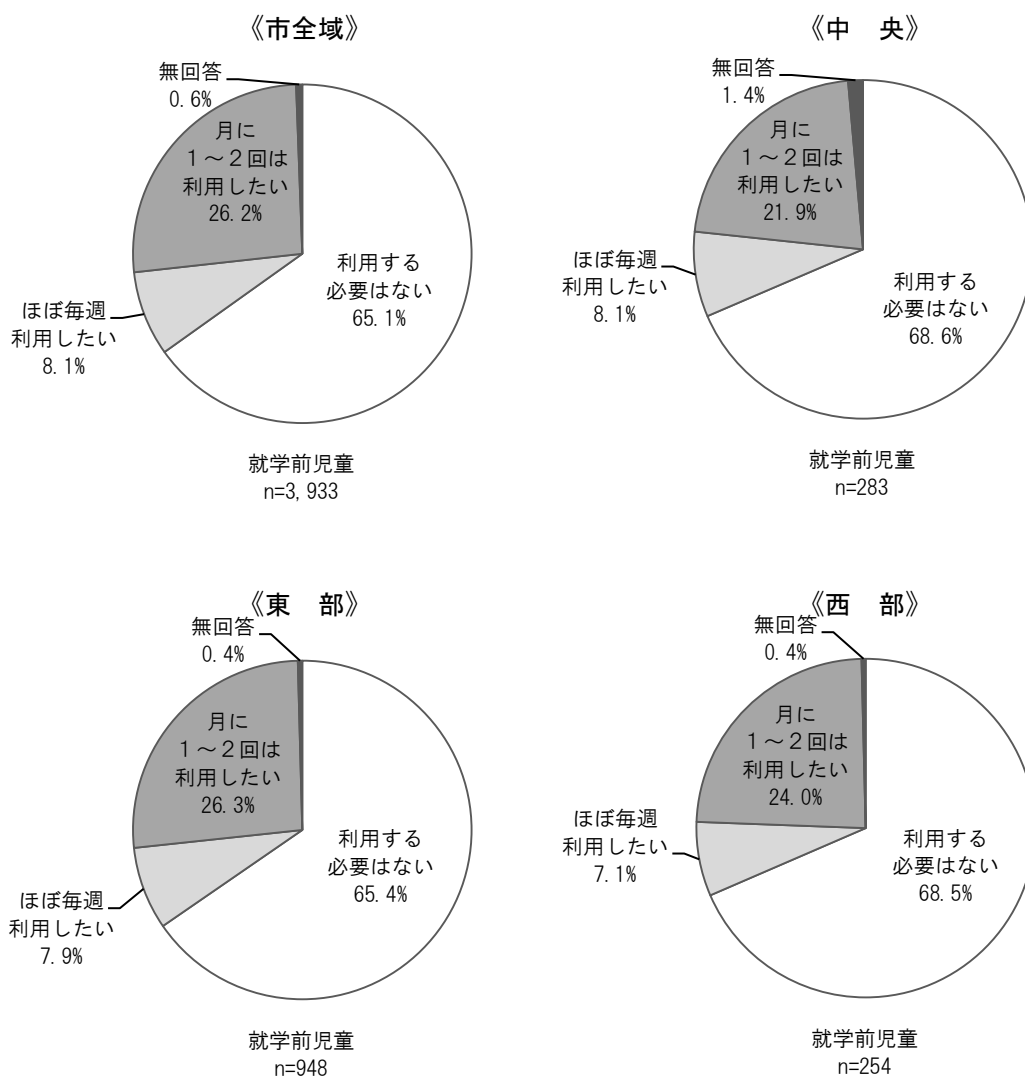 《市全域》
無回答
0.6%
月に
1～2回は
利用したい
26.2%
利用する
必要はない
65.1%
ほぼ毎週
利用したい
8.1%
就学前児童
n=3,933
《中　央》
無回答
1.4%
月に
1～2回は
利用したい
21.9%
利用する
必要はない
68.6%
ほぼ毎週
利用したい
8.1%
就学前児童
n=283
《東　部》
無回答
0.4%
月に
1～2回は
利用したい
26.3%
利用する
必要はない
65.4%
ほぼ毎週
利用したい
7.9%
就学前児童
n=948
《西　部》
無回答
0.4%
月に
1～2回は
利用したい
24.0%
利用する
必要はない
68.5%
ほぼ毎週
利用したい
7.1%
就学前児童
n=254